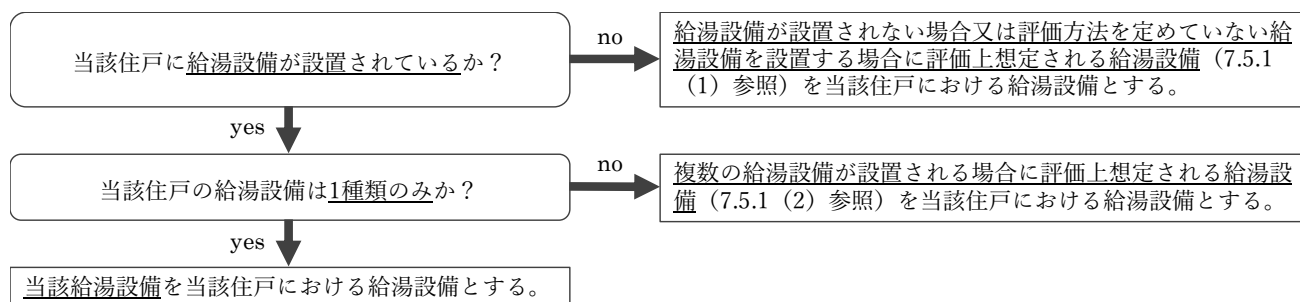 当該住戸に給湯設備が設置されているか？
no
給湯設備が設置されない場合又は評価方法を定めていない給
湯設備を設置する場合に評価上想定される給湯設備（7.5.1
（1）参照）を当該住戸における給湯設備とする。
yes
当該住戸の給湯設備は1種類のみか？
no
複数の給湯設備が設置される場合に評価上想定される給湯設
備（7.5.1（2）参照）を当該住戸における給湯設備とする。
yes
当該給湯設備を当該住戸における給湯設備とする。